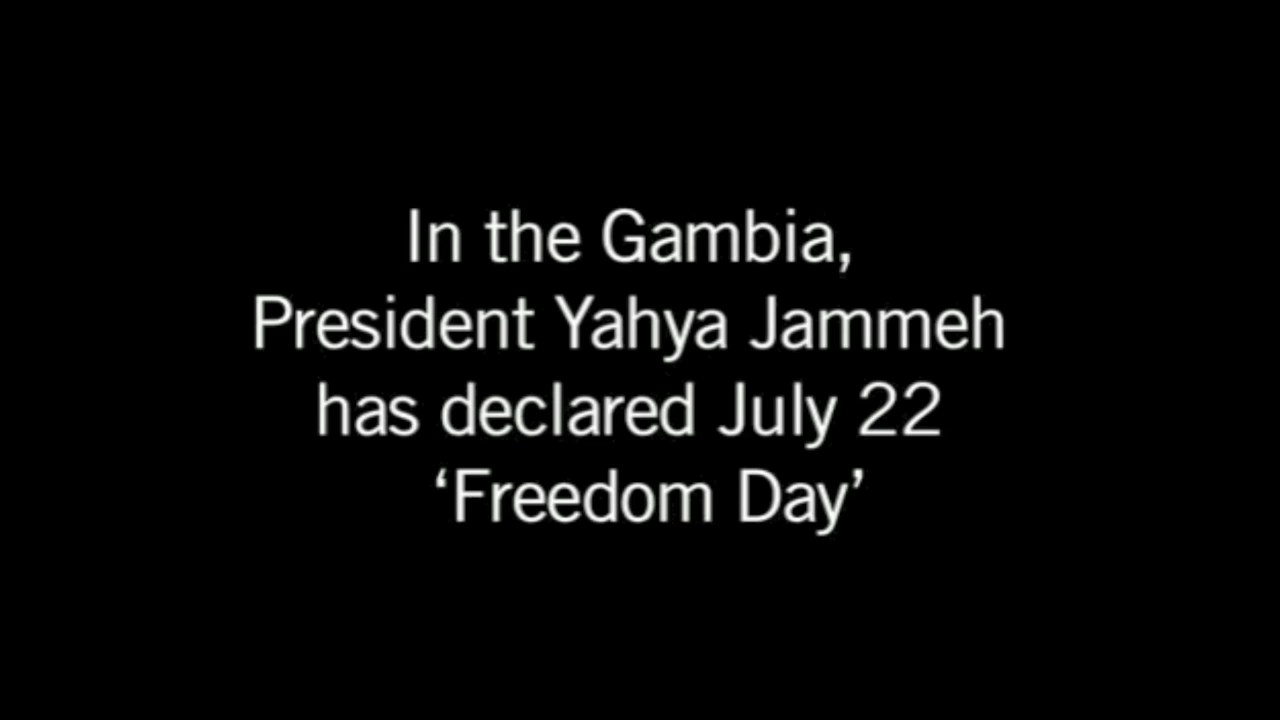 In the Gambia,
President Yahya Jammeh
has declared July 22
‘Freedom Day’